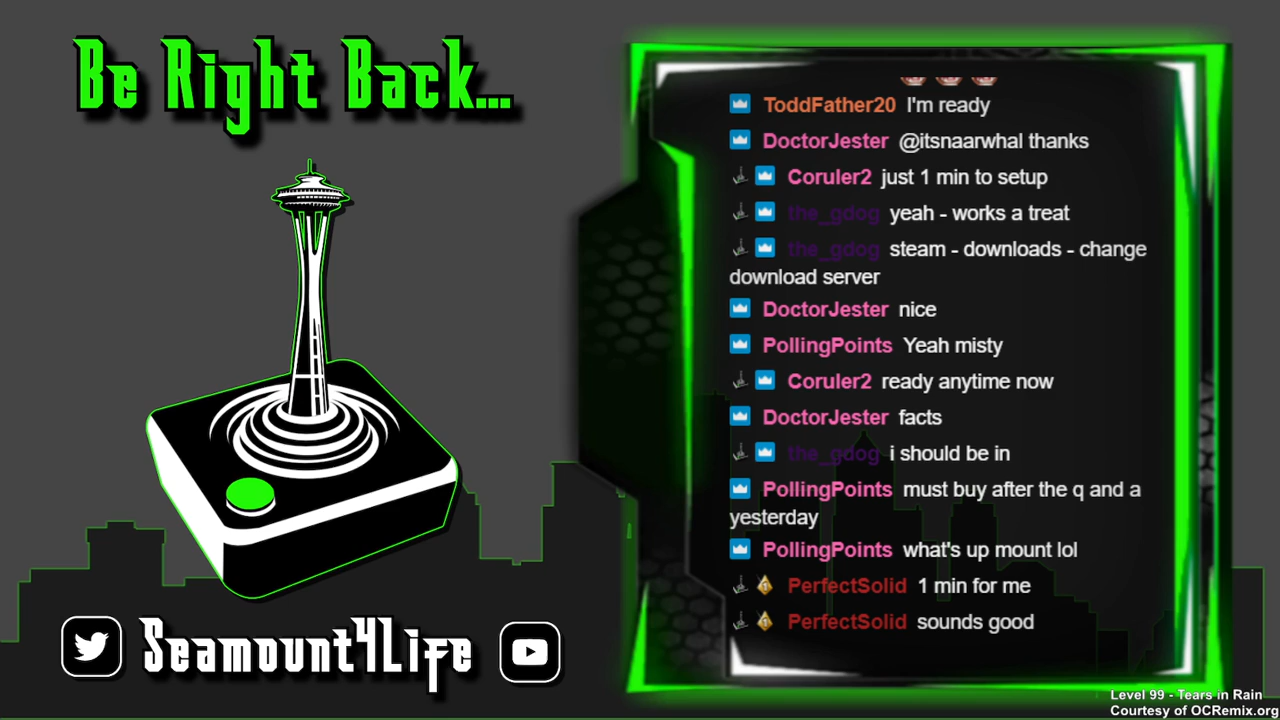 Be Right Back...
ToddFather20 I'm ready
DoctorJester @itsnaarwhal thanks
Coruler2 just 1 min to setup
the_gdog yeah - works a treat
the_gdog steam - downloads - change
download server
DoctorJester nice
PollingPoints Yeah misty
Coruler2 ready anytime now
DoctorJester facts
the_gdog i should be in
PollingPoints must buy after the q and a
yesterday
PollingPoints what's up mount lol
PerfectSolid 1 min for me
PerfectSolid sounds good
Seamount4Life
Level 99 - Tears in Rain
Courtesy of OCRemix.org